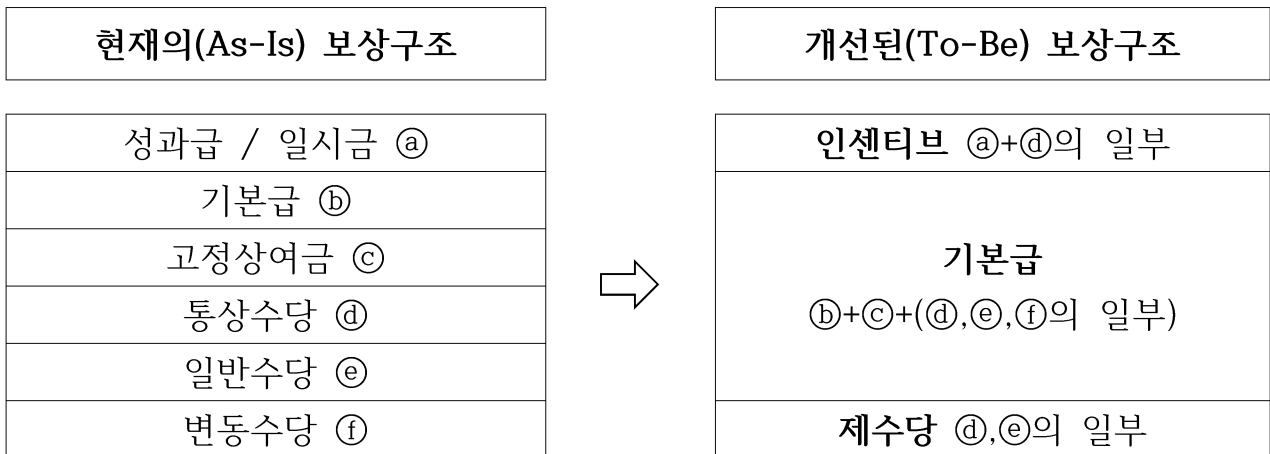 현재의(As-Is) 보상구조
성과급 / 일시금 ⓐ
기본급 ⓑ
고정상여금 ⓒ
통상수당 ⓓ
일반수당 ⓔ
변동수당 ⓕ
개선된(To-Be) 보상구조
인센티브 ⓐ+ⓓ의 일부
기본급
ⓑ+ⓒ+(ⓓ,ⓔ,ⓕ의 일부)
제수당 ⓓ,ⓔ의 일부